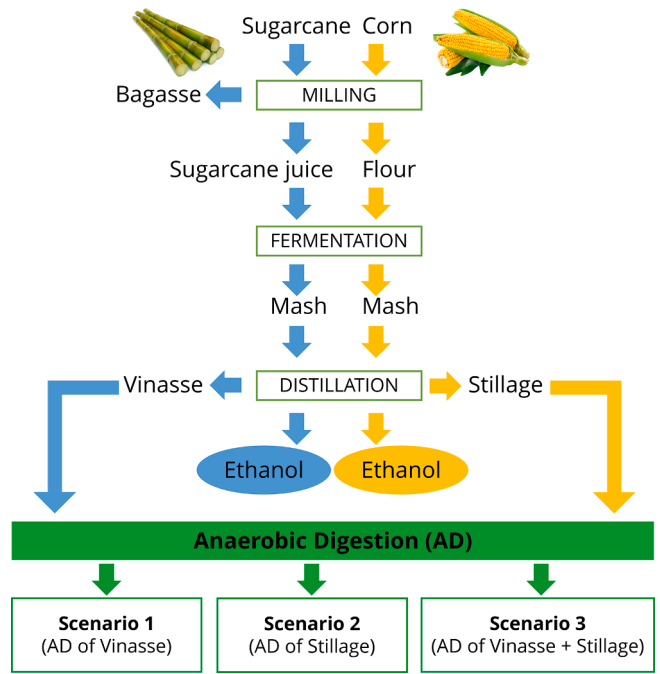 Sugarcane Corn
Bagasse
MILLING
Sugarcane juice Flour
FERMENTATION
Mash Mash
Vinasse DISTILLATION Stillage
Ethanol Ethanol
Anaerobic Digestion (AD)
Scenario 1
(AD of Vinasse)
Scenario 2
(AD of Stillage)
Scenario 3
(AD of Vinasse + Stillage)